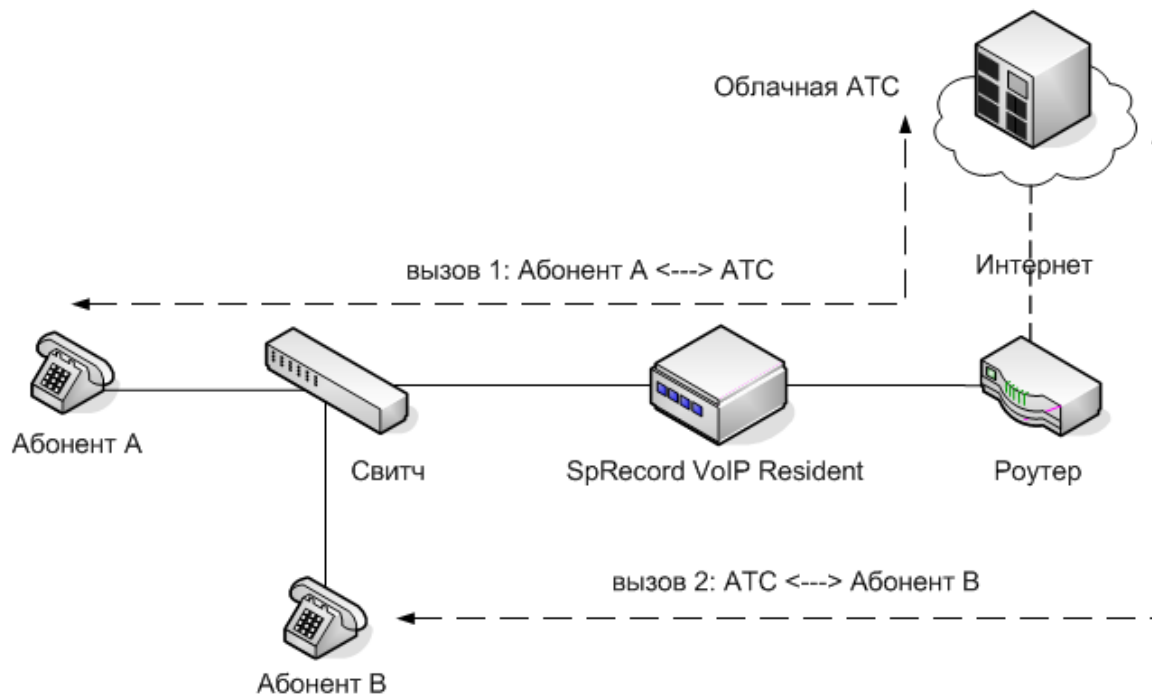 Облачная АТС
Интернет
вызов 1: Абонент А <---> АТС
Абонент А
Свитч
SpRecord VoIP Resident
Роутер
вызов 2: АТС <---> Абонент В
Абонент В